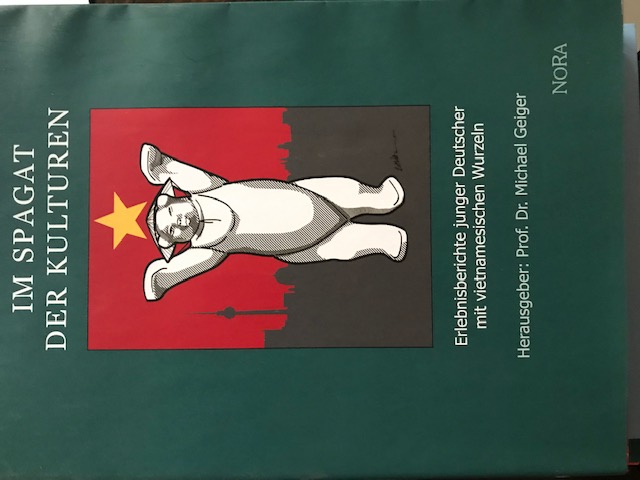 IM SPAGAT
DER KULTUREN
Erlebnisberichte junger Deutscher
mit vietnamesischen Wurzeln
Herausgeber: Prof. Dr. Michael Geiger
NORA